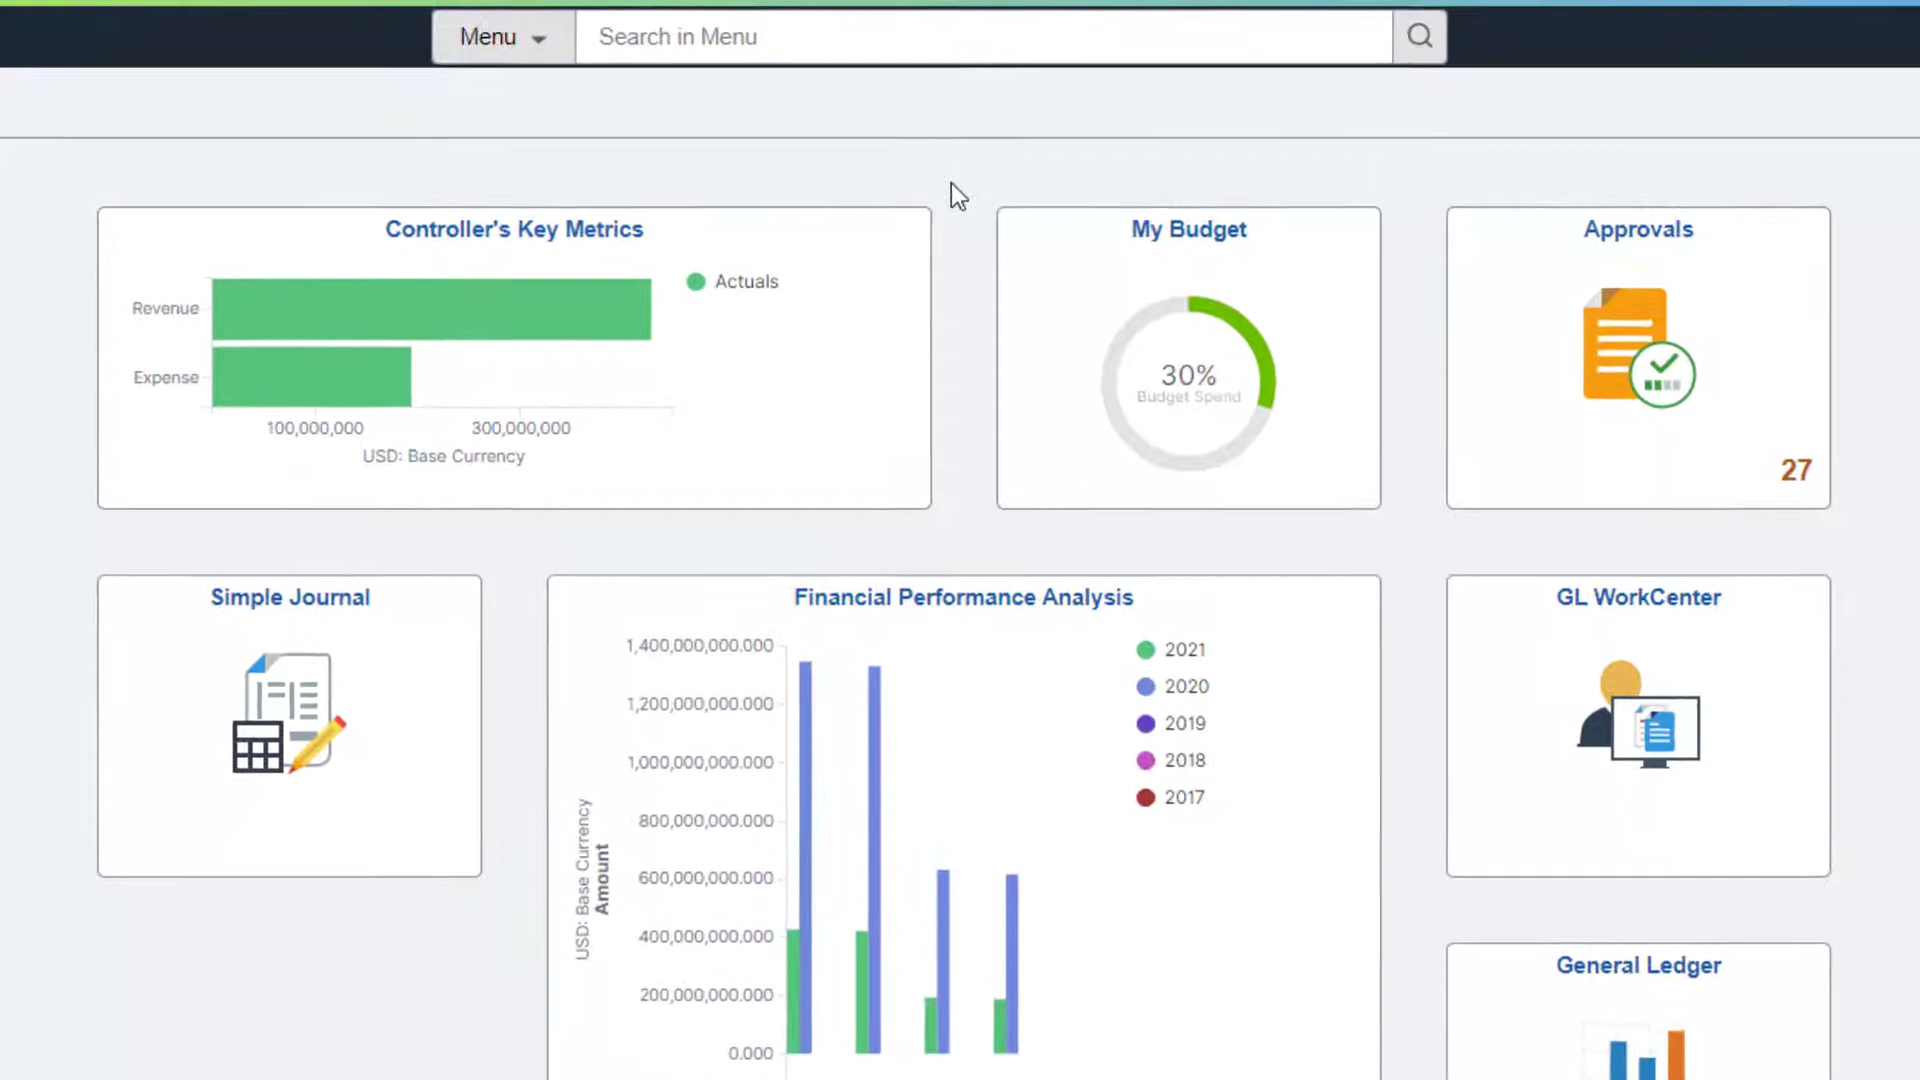 Menu
Search in Menu
Controller's Key Metrics
Actuals
Revenue
Expense
100,000,000
300,000,000
USD: Base Currency
My Budget
30%
Budget Spend
Approvals
27
Simple Journal
Financial Performance Analysis
1,400,000,000.000
1,200,000,000.000
1,000,000,000.000
800,000,000.000
600,000,000.000
400,000,000.000
200,000,000.000
0.000
USD: Base Currency
Amount
2021
2020
2019
2018
2017
GL WorkCenter
General Ledger